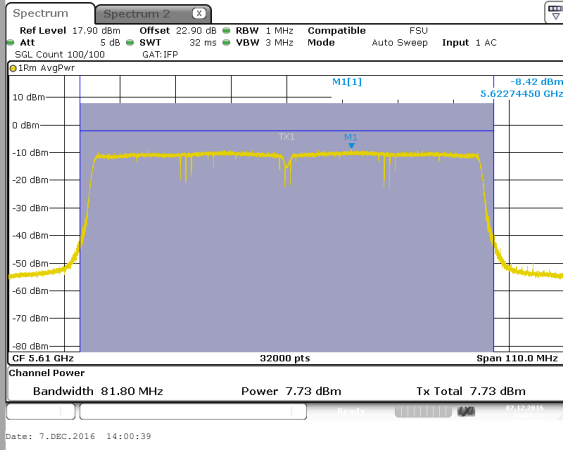 Spectrum
Spectrum 2 X
Ref Level 17.90 dBm Offset 22.90 dB RBW 1 MHz Compatible FSU
Att 5 dB SWT 32 ms VBW 3 MHz Mode Auto Sweep Input 1 AC
SGL Count 100/100 GAT:IFP
1Rm AvgPwr
M1[1] -8.42 dBm
5.62274450 GHz
10 dBm
0 dBm
TX1 M1
-10 dBm
-20 dBm
-30 dBm
-40 dBm
-50 dBm
-60 dBm
-70 dBm
-80 dBm
CF 5.61 GHz 32000 pts Span 110.0 MHz
Channel Power
Bandwidth 81.80 MHz Power 7.73 dBm Tx Total 7.73 dBm
Ready 07.12.2016
Date: 7.DEC.2016 14:00:39